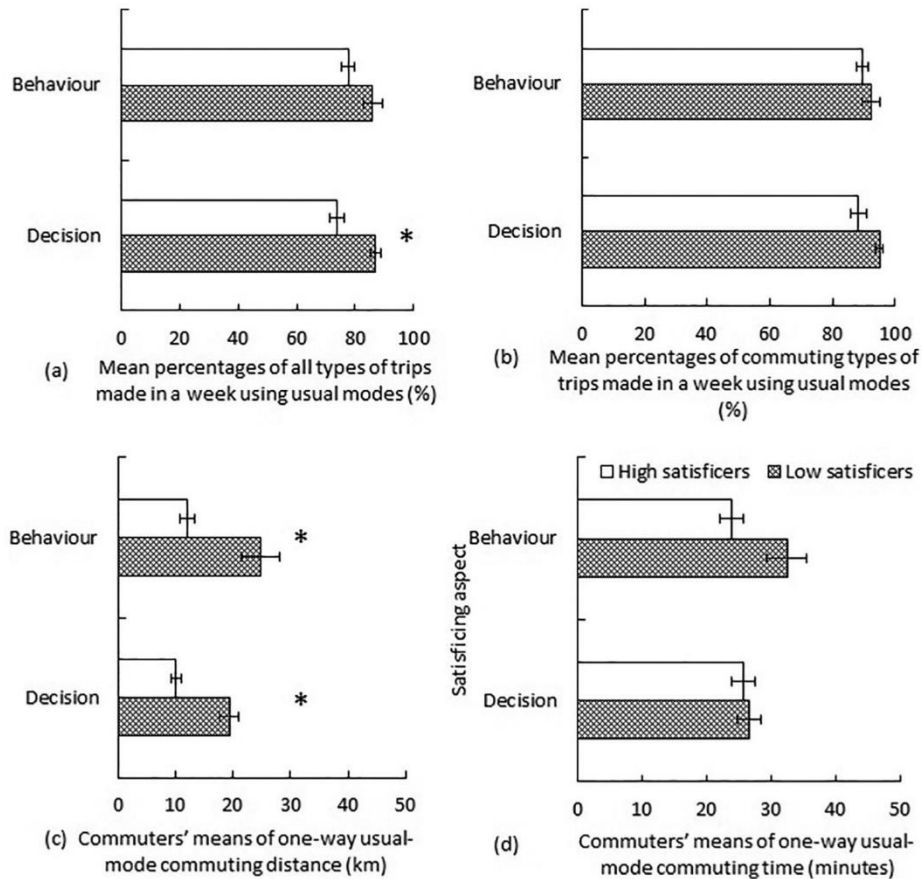 Behaviour
Decision
*
0 20 40 60 80 100
(a) Mean percentages of all types of trips
made in a week using usual modes (%)
Behaviour
Decision
0 20 40 60 80 100
(b) Mean percentages of commuting types of
trips made in a week using usual modes
(%)
Behaviour
*
Decision
*
0 10 20 30 40 50
(c) Commuters’ means of one-way usual-
mode commuting distance (km)
High satisficers Low satisficers
Satisficing aspect
Behaviour
Decision
0 10 20 30 40 50
(d) Commuters’ means of one-way usual-
mode commuting time (minutes)